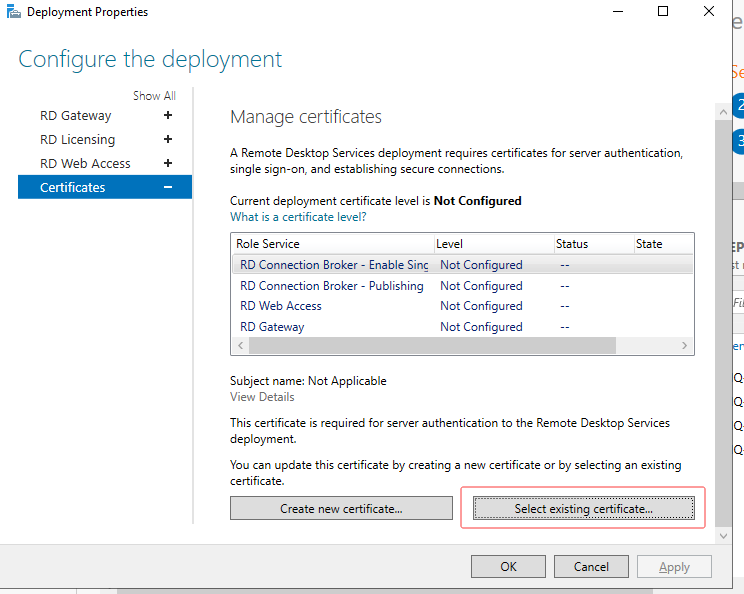 Deployment Properties
Configure the deployment
Show All
RD Gateway +
RD Licensing +
RD Web Access +
Certificates –
Manage certificates
A Remote Desktop Services deployment requires certificates for server authentication,
single sign-on, and establishing secure connections.
Current deployment certificate level is Not Configured
What is a certificate level?
Role Service Level Status State
RD Connection Broker - Enable Sing Not Configured --
RD Connection Broker - Publishing Not Configured --
RD Web Access Not Configured --
RD Gateway Not Configured --
Subject name: Not Applicable
View Details
This certificate is required for server authentication to the Remote Desktop Services
deployment.
You can update this certificate by creating a new certificate or by selecting an existing
certificate.
Create new certificate... Select existing certificate...
OK Cancel Apply